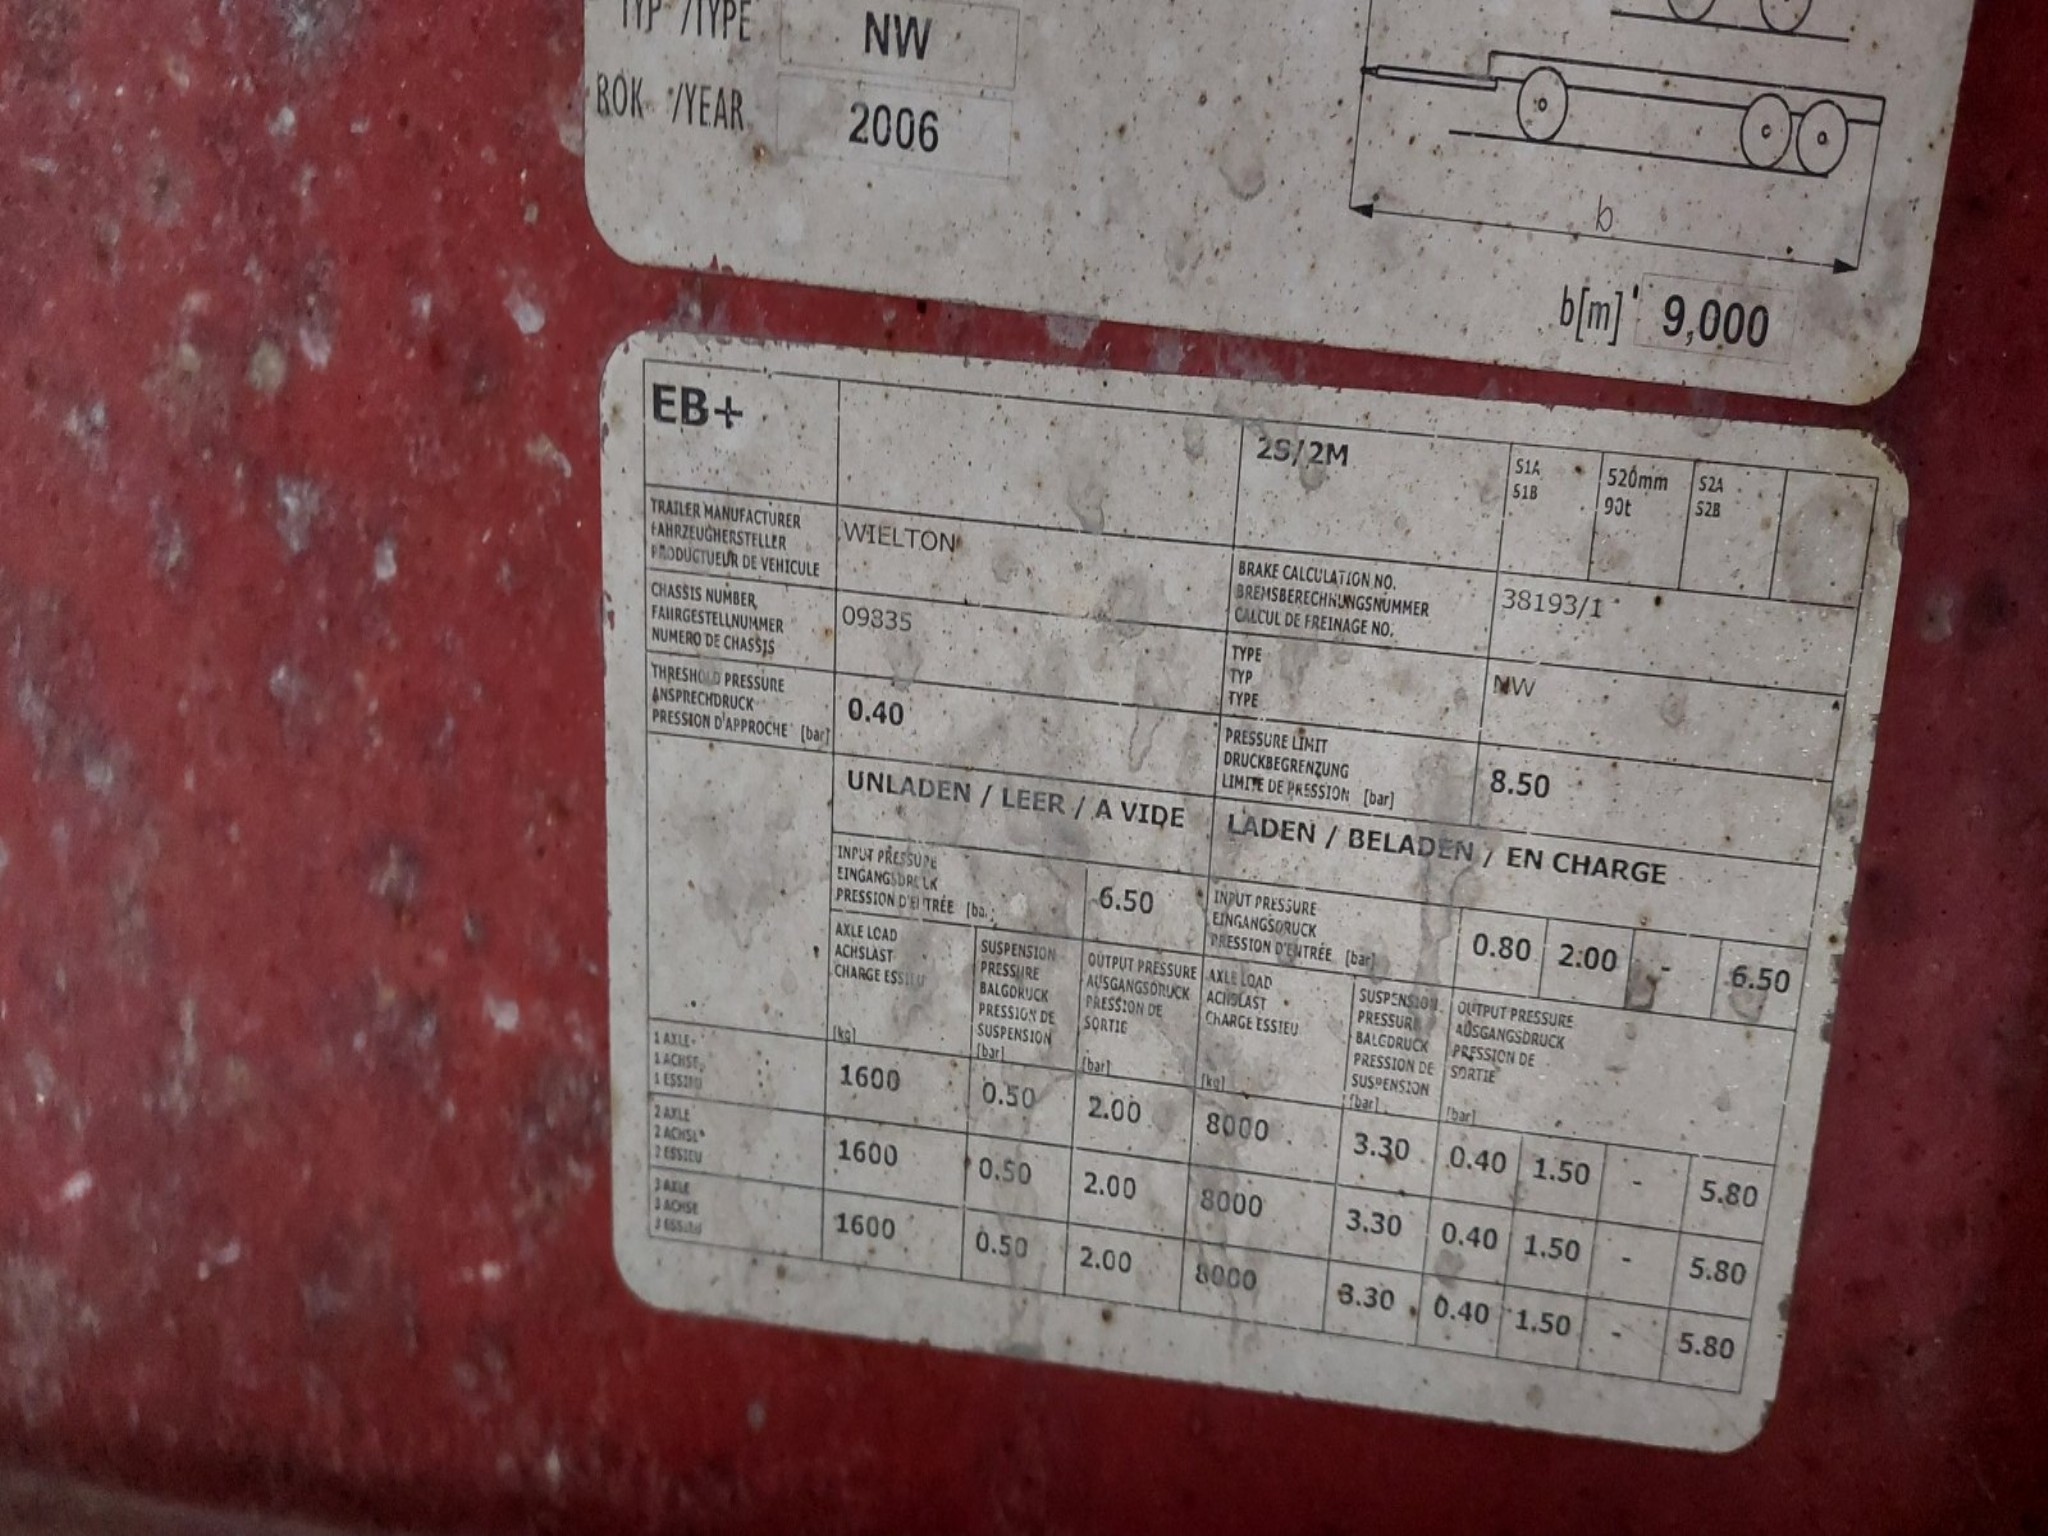 TYP /TYPE NW
ROK /YEAR 2006
b
b[m] 9,000
EB+ 2S/2M S1A 520mm S2A
S1B 90t S2B
TRAILER MANUFACTURER
FAHRZEUGHERSTELLER
PRODUCTUEUR DE VEHICULE
WIELTON
BRAKE CALCULATION NO.
BREMSBERECHNUNGSNUMMER
CALCUL DE FREINAGE NO.
38193/1
CHASSIS NUMBER
FAHRGESTELLNUMMER
NUMERO DE CHASSIS
09835
TYPE
TYP
TYPE
NW
THRESHOLD PRESSURE
ANSPRECHDRUCK
PRESSION D'APPROCHE [bar]
0.40
PRESSURE LIMIT
DRUCKBEGRENZUNG
LIMITE DE PRESSION [bar]
8.50
UNLADEN / LEER / A VIDE
LADEN / BELADEN / EN CHARGE
INPUT PRESSURE
EINGANGSDRUCK
PRESSION D'ENTRÉE [bar]
6.50
INPUT PRESSURE
EINGANGSDRUCK
PRESSION D'ENTRÉE [bar]
0.80 2.00 - 6.50
AXLE LOAD
ACHSLAST
CHARGE ESSIEU
[kg]
SUSPENSION
PRESSURE
BALGDRUCK
PRESSION DE
SUSPENSION
[bar]
OUTPUT PRESSURE
AUSGANGSDRUCK
PRESSION DE
SORTIE
[bar]
AXLE LOAD
ACHSLAST
CHARGE ESSIEU
[kg]
SUSPENSION
PRESSURE
BALGDRUCK
PRESSION DE
SUSPENSION
[bar]
OUTPUT PRESSURE
AUSGANGSDRUCK
PRESSION DE
SORTIE
[bar]
1 AXLE
1 ACHSE
1 ESSIEU
1600 0.50 2.00 8000 3.30 0.40 1.50 - 5.80
2 AXLE
2 ACHSE
2 ESSIEU
1600 0.50 2.00 8000 3.30 0.40 1.50 - 5.80
3 AXLE
3 ACHSE
3 ESSIEU
1600 0.50 2.00 8000 3.30 0.40 1.50 - 5.80